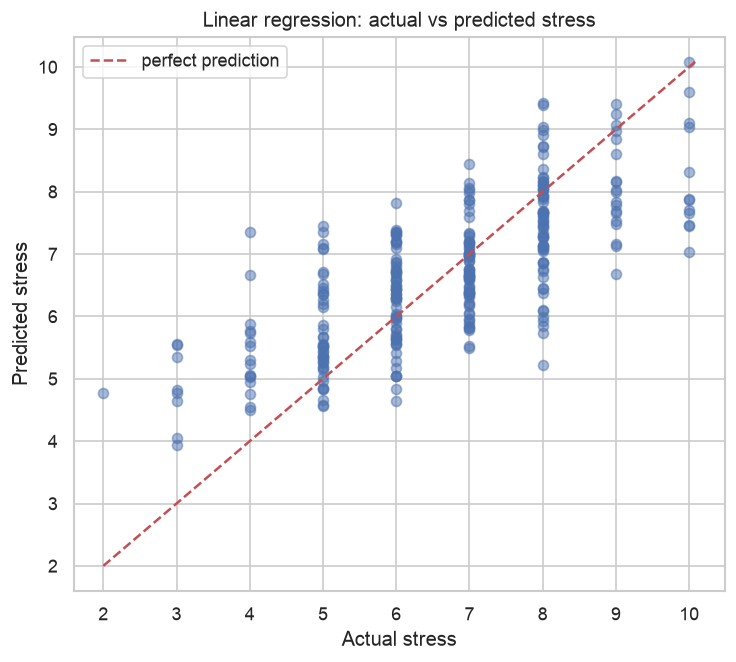 Linear regression: actual vs predicted stress
perfect prediction
10
9
8
7
6
5
4
3
2
Predicted stress
2 3 4 5 6 7 8 9 10
Actual stress